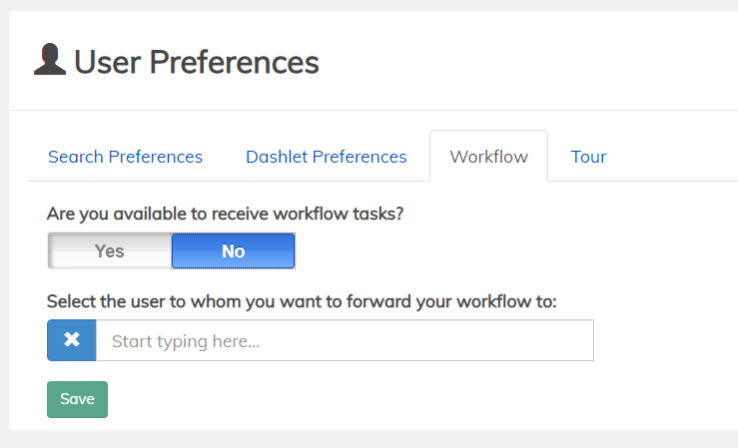 User Preferences
Search Preferences Dashlet Preferences Workflow Tour
Are you available to receive workflow tasks?
Yes No
Select the user to whom you want to forward your workflow to:
Start typing here...
Save